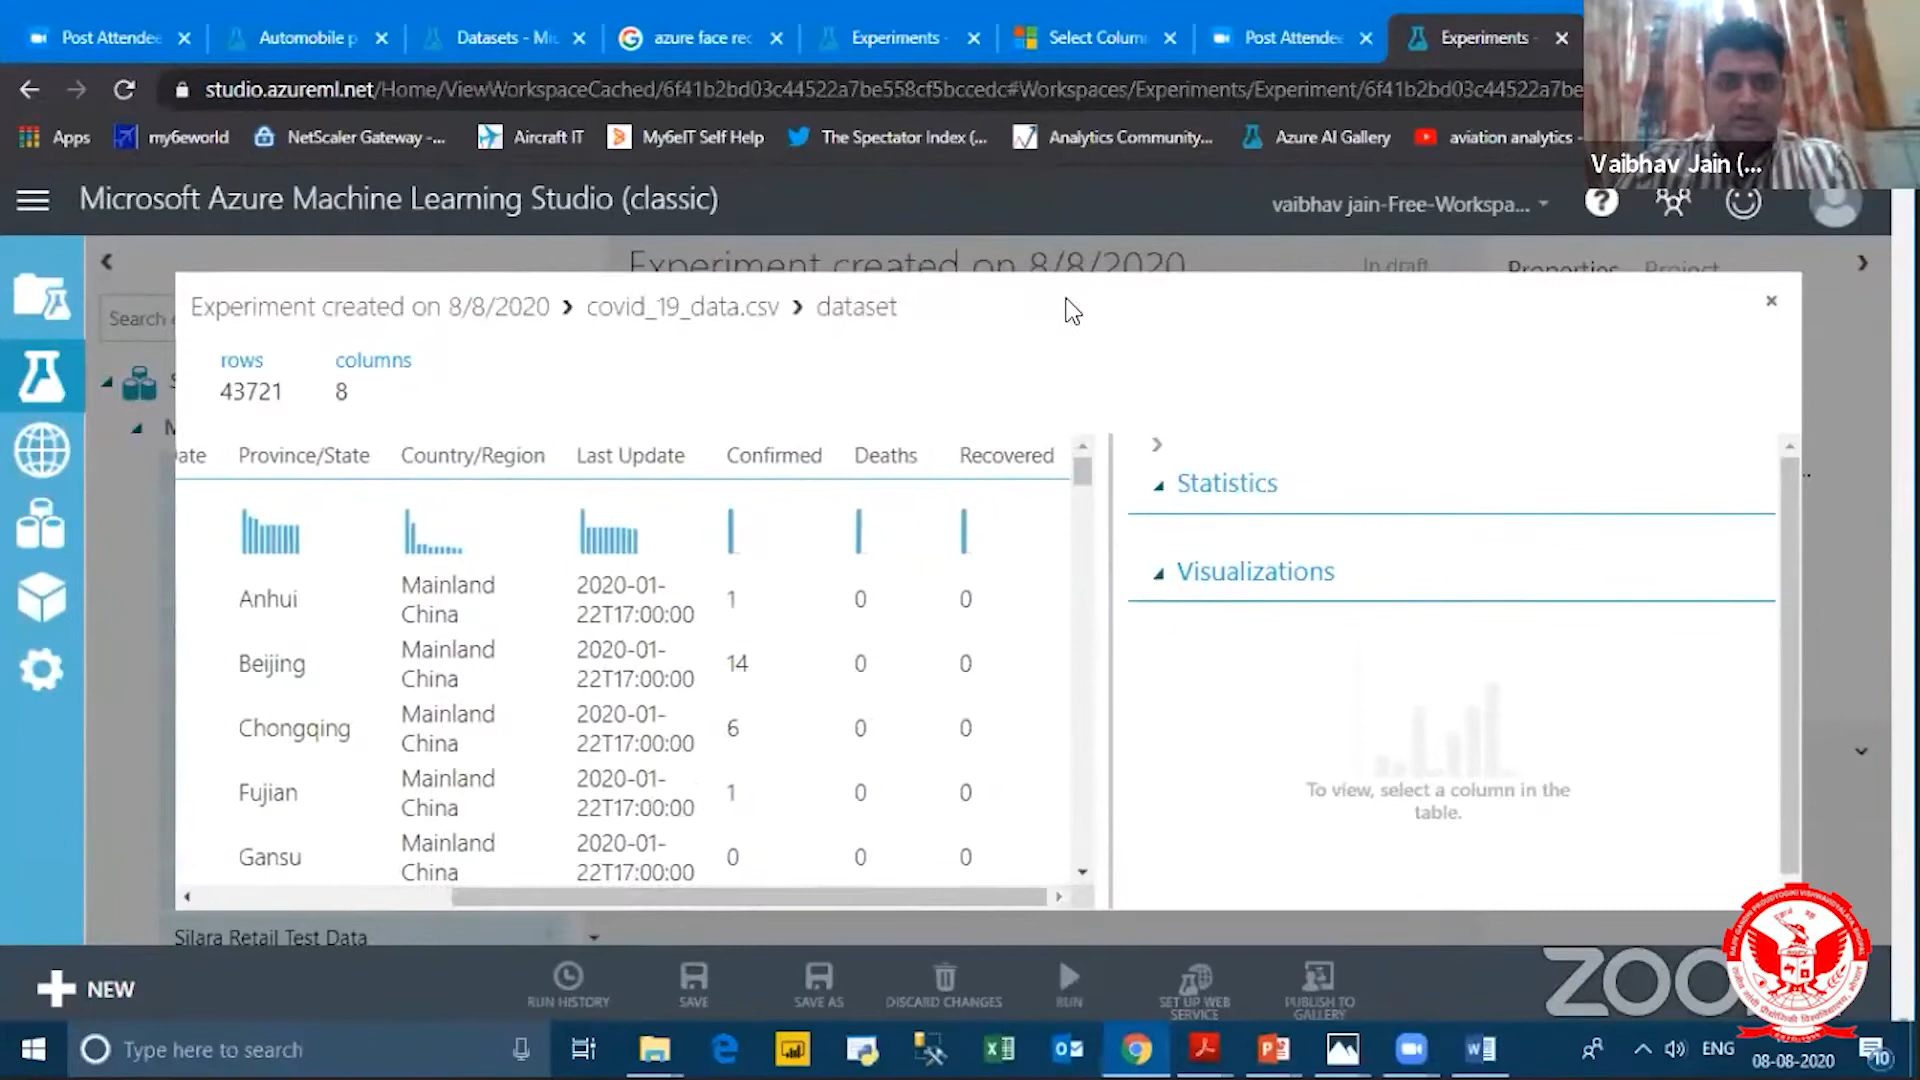 Post Attendee
Automobile p
Datasets - Mic
azure face rec
Experiments -
Select Colum
Post Attendee
Experiments -
studio.azureml.net/Home/ViewWorkspaceCached/6f41b2bd03c44522a7be558cf5bccedc#Workspaces/Experiments/Experiment/6f41b2bd03c44522a7be
Apps
my6eworld
NetScaler Gateway -...
Aircraft IT
My6eIT Self Help
The Spectator Index (...
Analytics Community...
Azure AI Gallery
aviation analytics -
Vaibhav Jain (...
Microsoft Azure Machine Learning Studio (classic)
vaibhav jain-Free-Workspa...
Experiment created on 8/8/2020
In draft
Properties
Project
Search
Experiment created on 8/8/2020 > covid_19_data.csv > dataset
rows
columns
43721
8
ate
Province/State
Country/Region
Last Update
Confirmed
Deaths
Recovered
Statistics
Visualizations
Anhui
Mainland China
2020-01-22T17:00:00
1
0
0
Beijing
Mainland China
2020-01-22T17:00:00
14
0
0
Chongqing
Mainland China
2020-01-22T17:00:00
6
0
0
Fujian
Mainland China
2020-01-22T17:00:00
1
0
0
Gansu
Mainland China
2020-01-22T17:00:00
0
0
0
To view, select a column in the
table.
Silara Retail Test Data
NEW
RUN HISTORY
SAVE
SAVE AS
DISCARD CHANGES
RUN
SET UP WEB
SERVICE
PUBLISH TO
GALLERY
Type here to search
ENG
08-08-2020
10